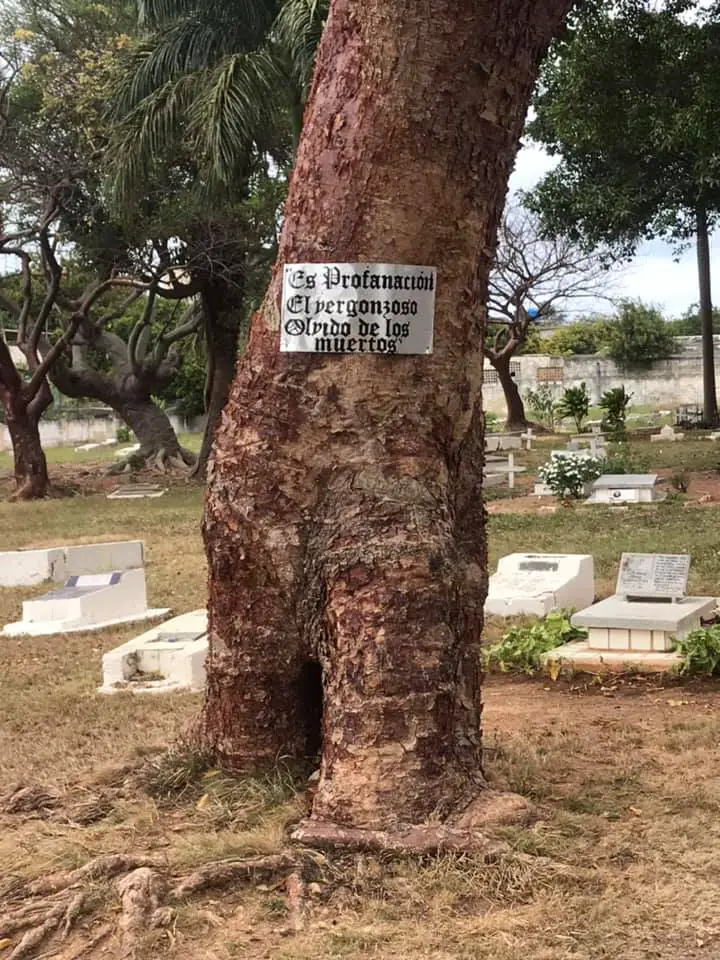 "Es Profanación
El vergonzoso
Olvido de los
muertos"